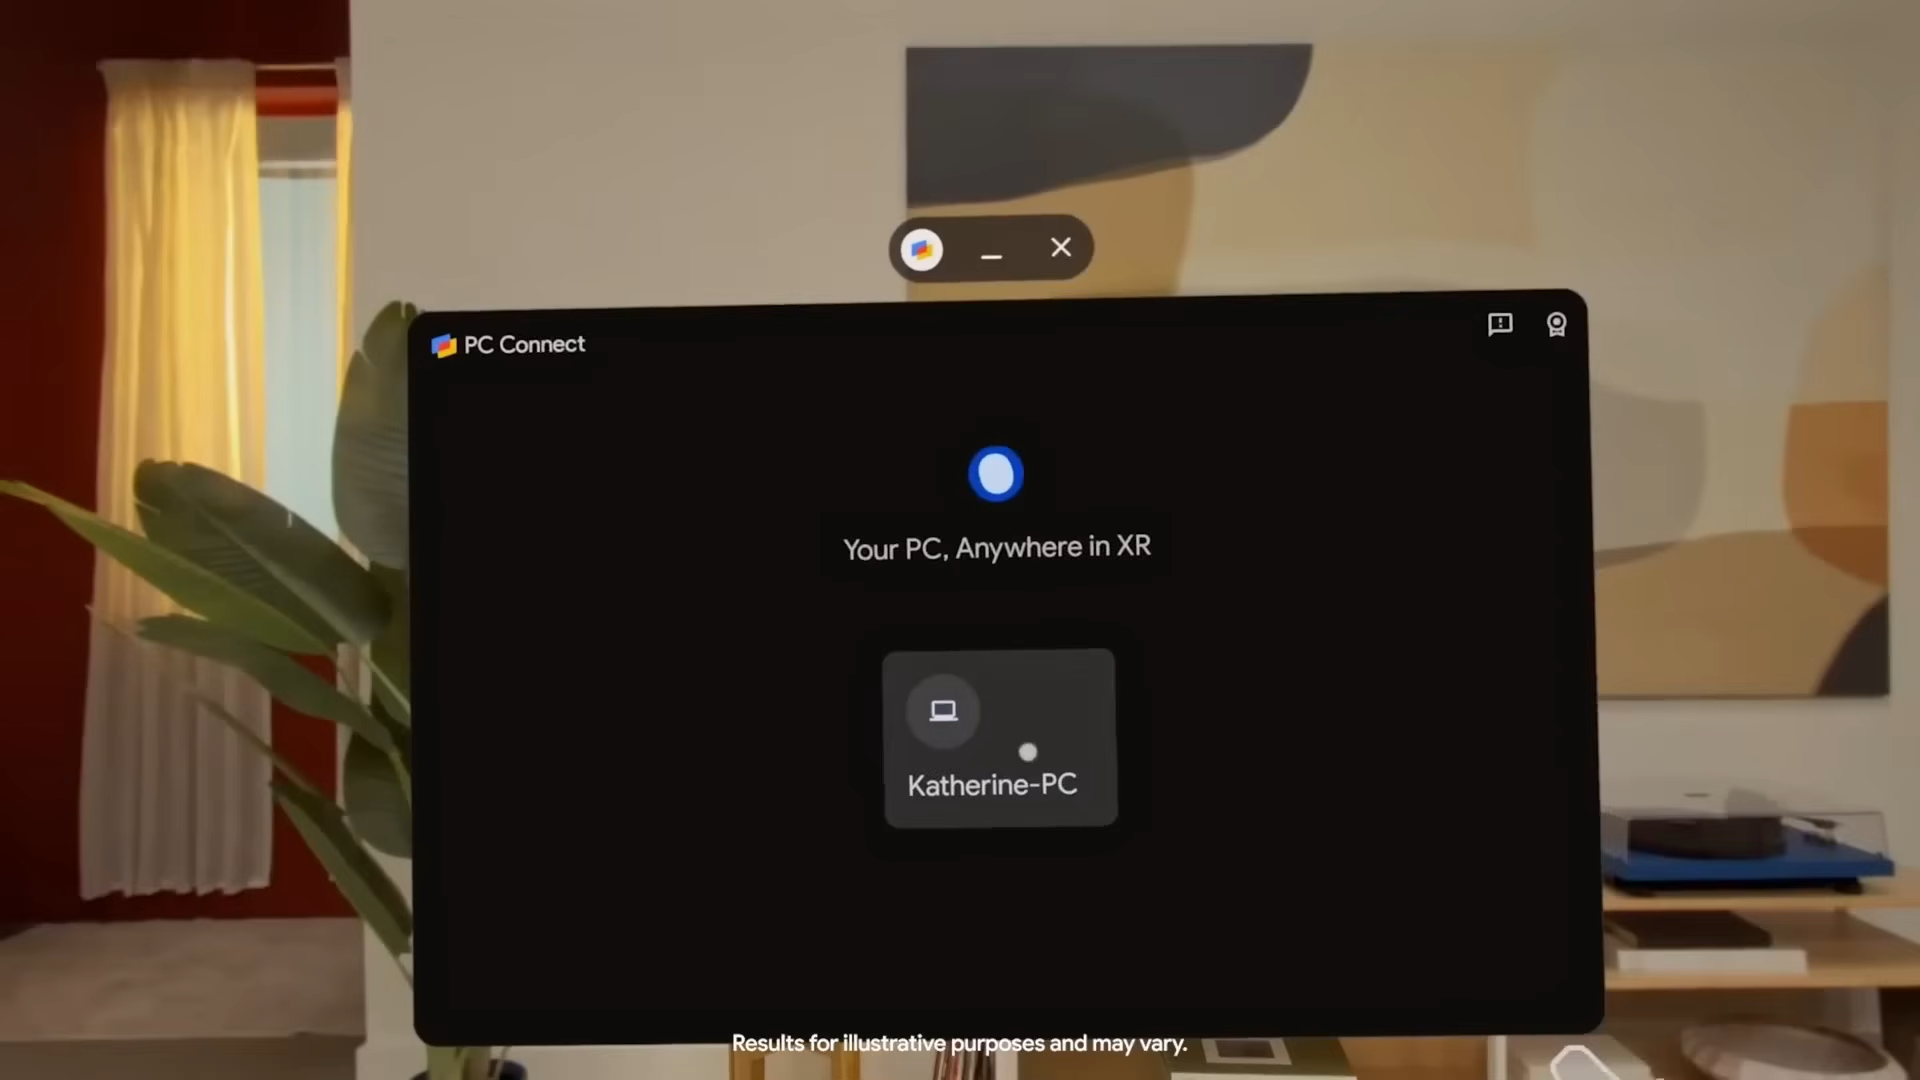 PC Connect
Your PC, Anywhere in XR
Katherine-PC
Results for illustrative purposes and may vary.